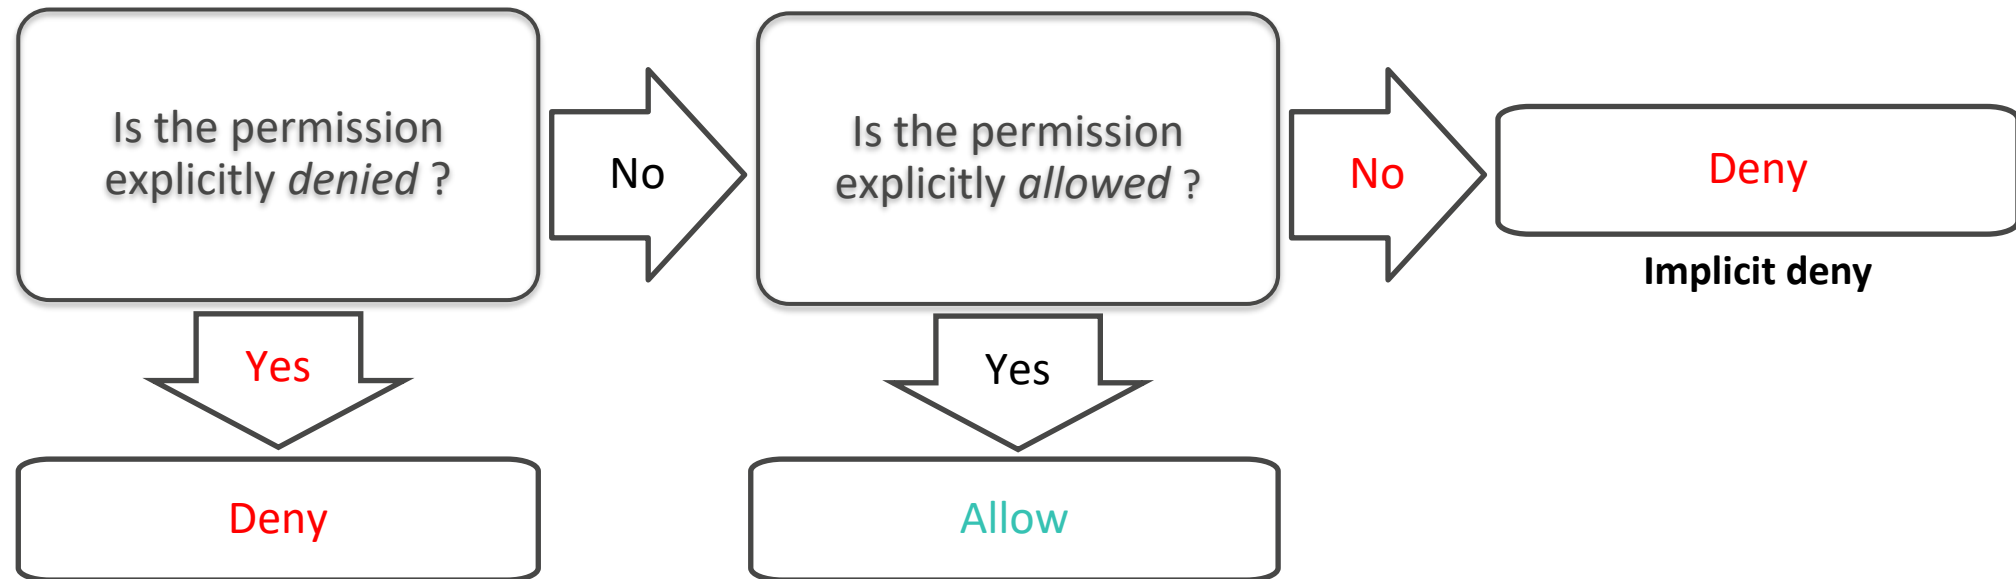 Is the permission
explicitly denied ?
No
Is the permission
explicitly allowed ?
No
Deny
Implicit deny
Yes
Yes
Deny
Allow